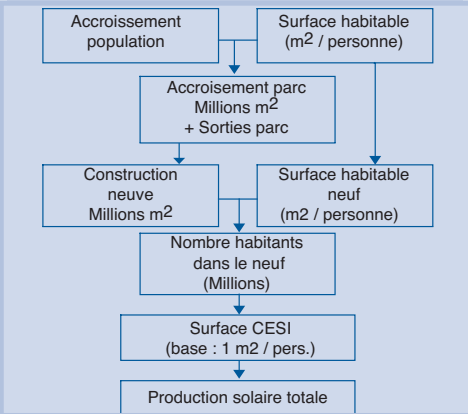 Accroissement
population
Surface habitable
(m2 / personne)
Accroisement parc
Millions m2
+ Sorties parc
Construction
neuve
Millions m2
Surface habitable
neuf
(m2 / personne)
Nombre habitants
dans le neuf
(Millions)
Surface CESI
(base : 1 m2 / pers.)
Production solaire totale